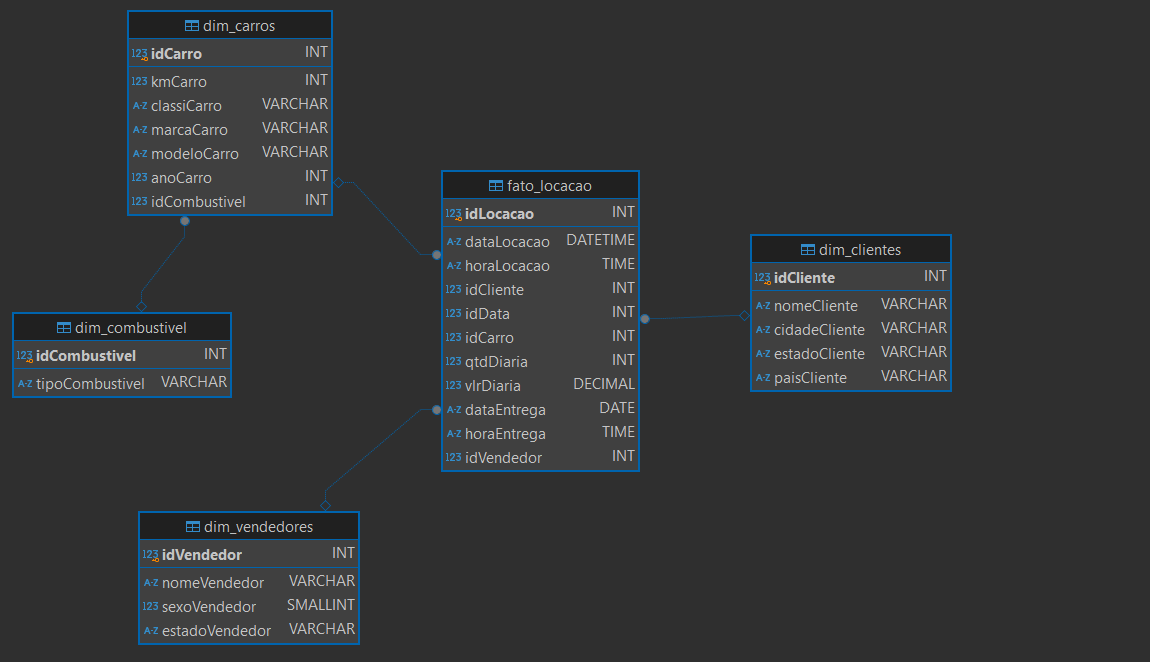 dim_carros
123 idCarro INT
123 kmCarro INT
A-Z classiCarro VARCHAR
A-Z marcaCarro VARCHAR
A-Z modeloCarro VARCHAR
123 anoCarro INT
123 idCombustivel INT
fato_locacao
123 idLocacao INT
A-Z dataLocacao DATETIME
A-Z horaLocacao TIME
123 idCliente INT
123 idData INT
123 idCarro INT
123 qtdDiaria INT
123 vlrDiaria DECIMAL
A-Z dataEntrega DATE
A-Z horaEntrega TIME
123 idVendedor INT
dim_clientes
123 idCliente INT
A-Z nomeCliente VARCHAR
A-Z cidadeCliente VARCHAR
A-Z estadoCliente VARCHAR
A-Z paisCliente VARCHAR
dim_combustivel
123 idCombustivel INT
A-Z tipoCombustivel VARCHAR
dim_vendedores
123 idVendedor INT
A-Z nomeVendedor VARCHAR
123 sexoVendedor SMALLINT
A-Z estadoVendedor VARCHAR